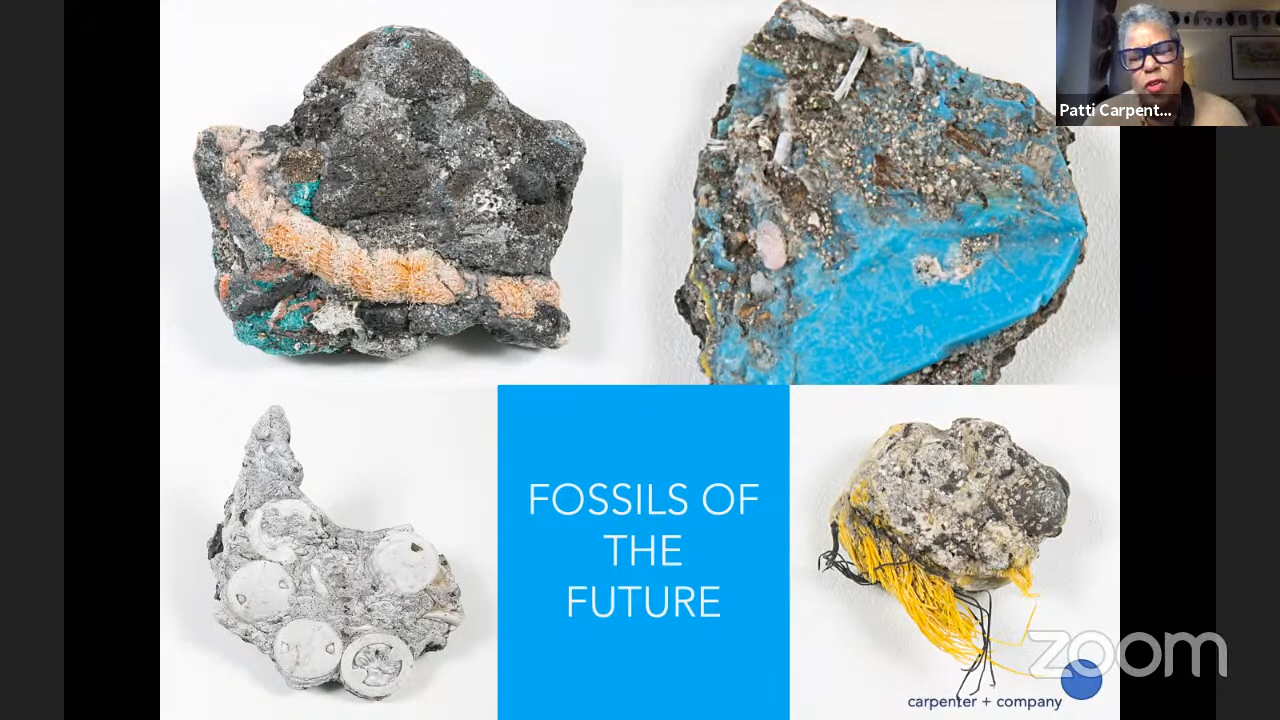 Patti Carpent...
FOSSILS OF
THE
FUTURE
zoom
carpenter + company